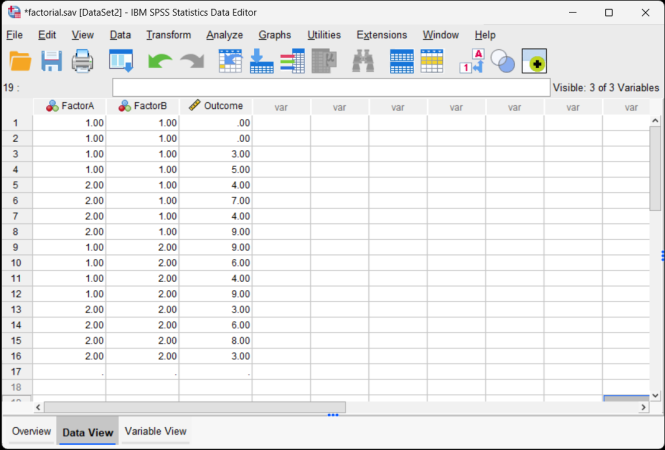 *factorial.sav [DataSet2] - IBM SPSS Statistics Data Editor
File Edit View Data Transform Analyze Graphs Utilities Extensions Window Help
19 : Visible: 3 of 3 Variables
FactorA FactorB Outcome var var var var var var var
1 1.00 1.00 .00
2 1.00 1.00 .00
3 1.00 1.00 3.00
4 1.00 1.00 5.00
5 2.00 1.00 4.00
6 2.00 1.00 7.00
7 2.00 1.00 4.00
8 2.00 1.00 9.00
9 1.00 2.00 9.00
10 1.00 2.00 6.00
11 1.00 2.00 4.00
12 1.00 2.00 9.00
13 2.00 2.00 3.00
14 2.00 2.00 6.00
15 2.00 2.00 8.00
16 2.00 2.00 3.00
17 . . .
18
Overview Data View Variable View